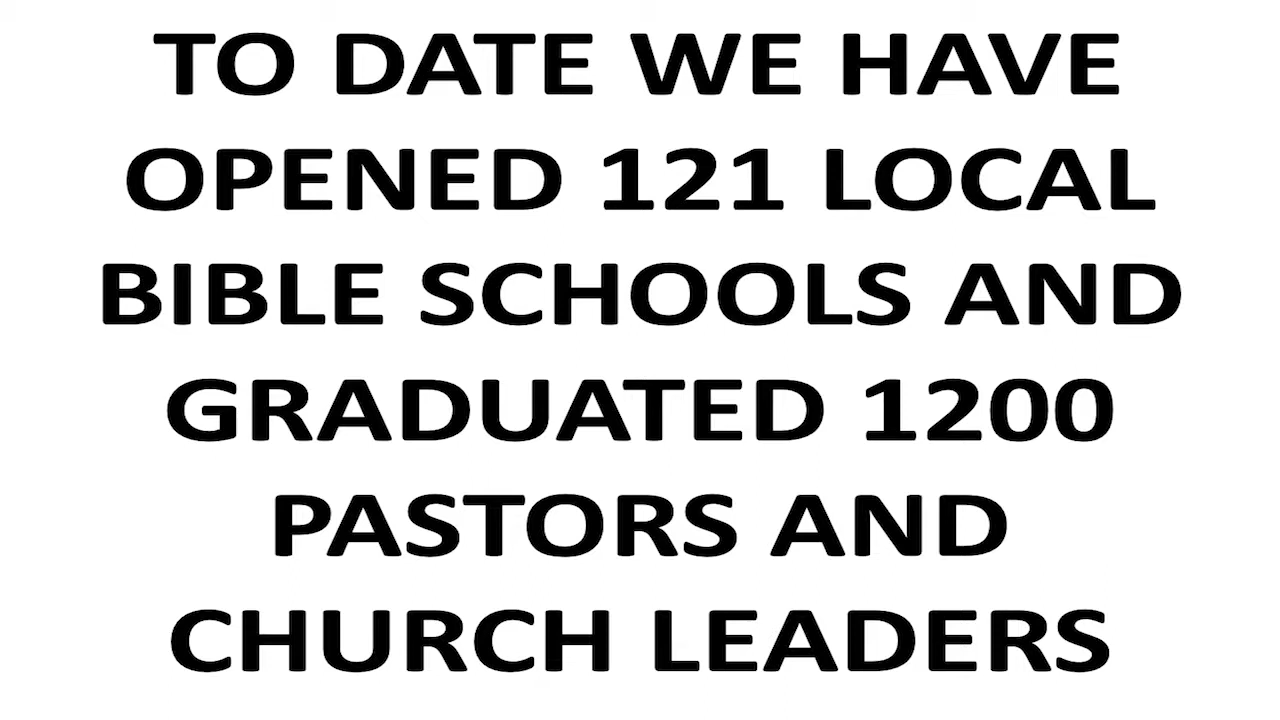 TO DATE WE HAVE
OPENED 121 LOCAL
BIBLE SCHOOLS AND
GRADUATED 1200
PASTORS AND
CHURCH LEADERS